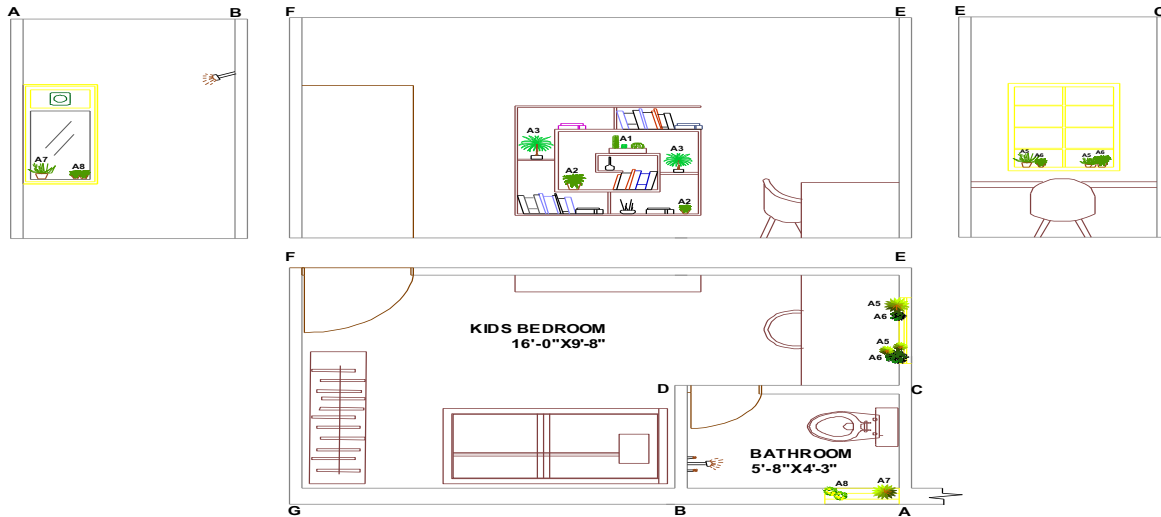 A B F E E C
A7 A8
A3 A1 A3
A2 A2
A5 A6 A5 A6
F E
A5
A6
KIDS BEDROOM
16'-0"X9'-8"
A5
A6
D C
BATHROOM
5'-8"X4'-3"
A8 A7
G B A